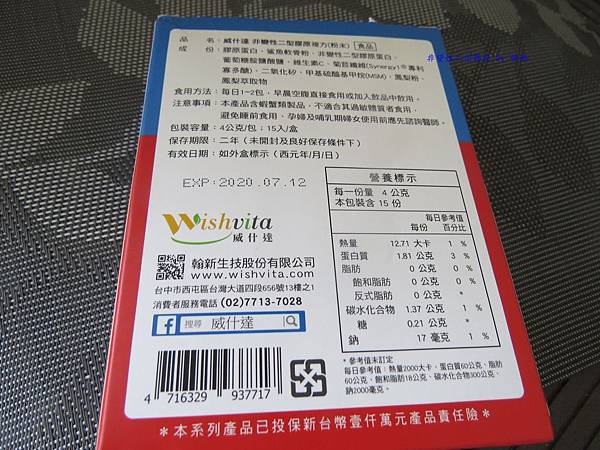 品　　名：威什達 非變性二型膠原複方(粉末) 食品
成　　份：膠原蛋白、鯊魚軟骨粉、非變性二型膠原蛋白、
葡萄糖胺鹽酸鹽、維生素C、菊苣纖維(Synergy1®專利
寡多醣)、二氧化矽、甲基硫醯基甲烷(MSM)、鳳梨粉、
鳳梨萃取物
食用方法：每日1~2包，早晨空腹直接食用或加入飲品中飲用。
注意事項：本產品含蝦蟹類製品，不適合其過敏體質者食用，
避免睡前食用、孕婦及哺乳期婦女使用前應先諮詢醫師。
包裝容量：4公克/包；15入/盒
保存期限：二年（未開封及良好保存條件下）
有效日期：如外盒標示（西元年/月/日）
EXP:2020.07.12
Wishvita
威什達
翰新生技股份有限公司
www.wishvita.com
台中市西屯區台灣大道四段656號13樓之1
消費者服務電話 (02)7713-7028
f 搜尋 威什達
4 716329 937717
營養標示
每一份量 4 公克
本包裝含 15 份
每份 每日參考值百分比
熱量 12.71 大卡 1 %
蛋白質 1.81 公克 3 %
脂肪 0 公克 0 %
飽和脂肪 0 公克 0 %
反式脂肪 0 公克 *
碳水化合物 1.37 公克 1 %
糖 0.21 公克 *
鈉 17 毫克 1 %
* 參考值未訂定
每日參考值：熱量2000大卡、蛋白質60公克、脂肪
60公克、飽和脂肪18公克、碳水化合物300公克、
鈉2000毫克。
＊本系列產品已投保新台幣壹仟萬元產品責任險＊